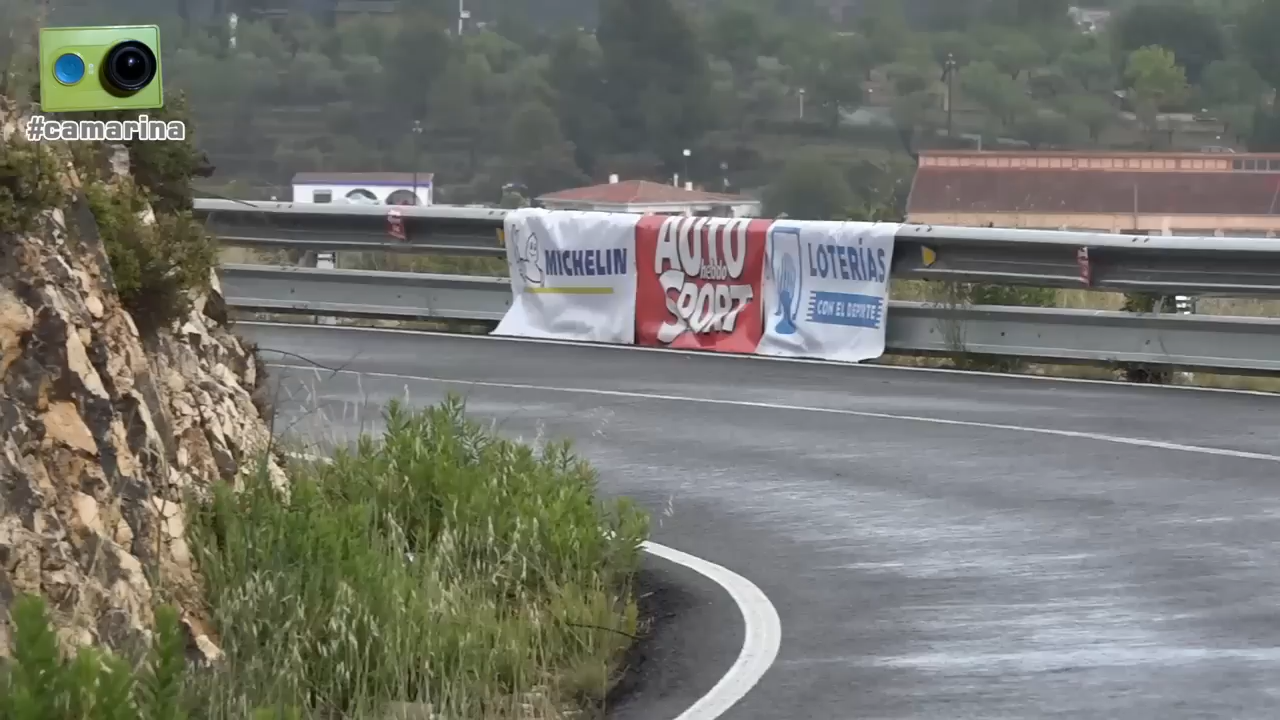 #camarina
MICHELIN
AUTO
hebdo
SPORT
LOTERÍAS
CON EL DEPORTE